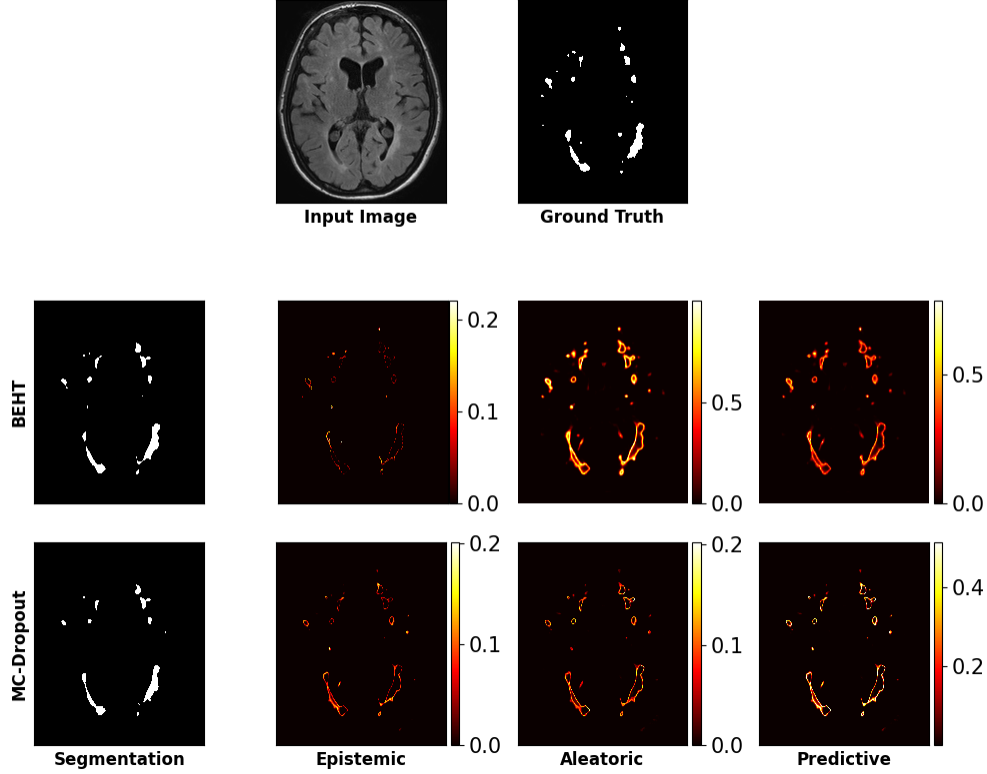 Input Image
Ground Truth
BEHT
0.2
0.1
0.0
0.5
0.0
0.5
0.0
MC-Dropout
0.2
0.1
0.0
0.2
0.1
0.0
0.4
0.2
Segmentation
Epistemic
Aleatoric
Predictive